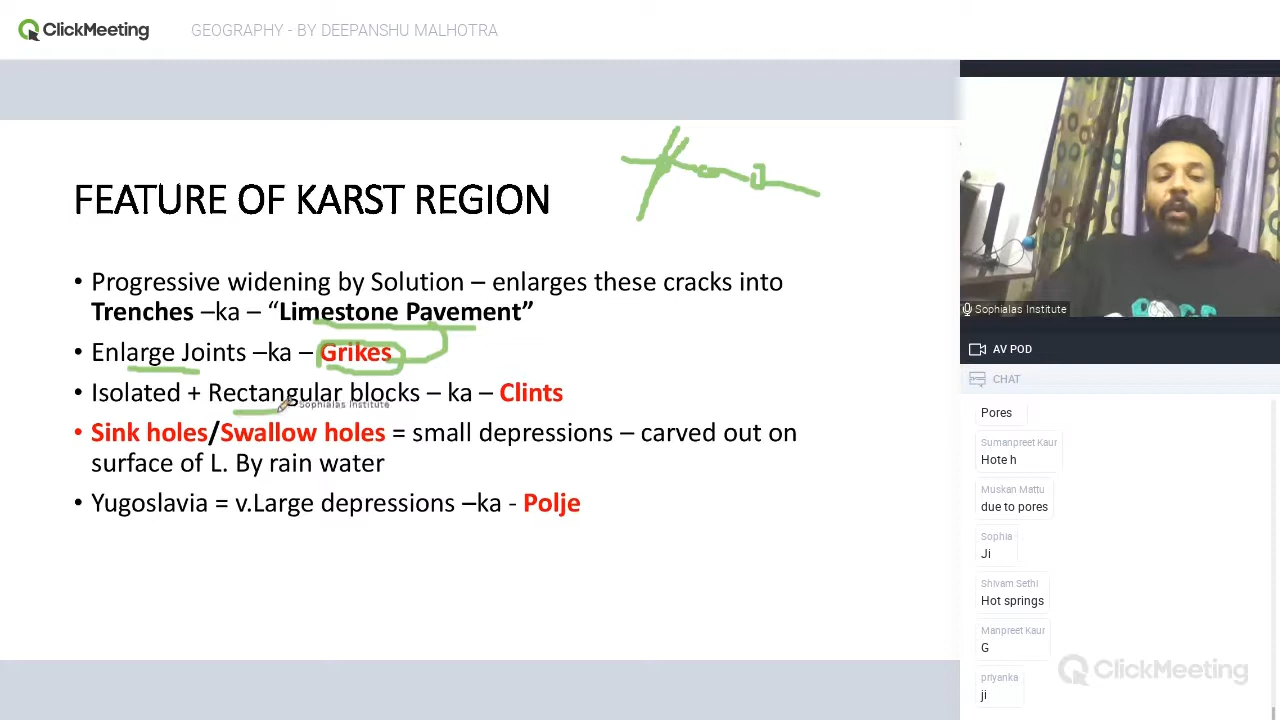 ClickMeeting
GEOGRAPHY - BY DEEPANSHU MALHOTRA
FEATURE OF KARST REGION
• Progressive widening by Solution – enlarges these cracks into
Trenches –ka – “Limestone Pavement”
• Enlarge Joints –ka – Grikes
• Isolated + Rectangular blocks – ka – Clints
Sophialas Institute
• Sink holes/Swallow holes = small depressions – carved out on
surface of L. By rain water
• Yugoslavia = v.Large depressions –ka - Polje
Sophialas Institute
AV POD
CHAT
Pores
Sumanpreet Kaur
Hote h
Muskan Mattu
due to pores
Sophia
Ji
Shivam Sethi
Hot springs
Manpreet Kaur
G
priyanka
ji
ClickMeeting